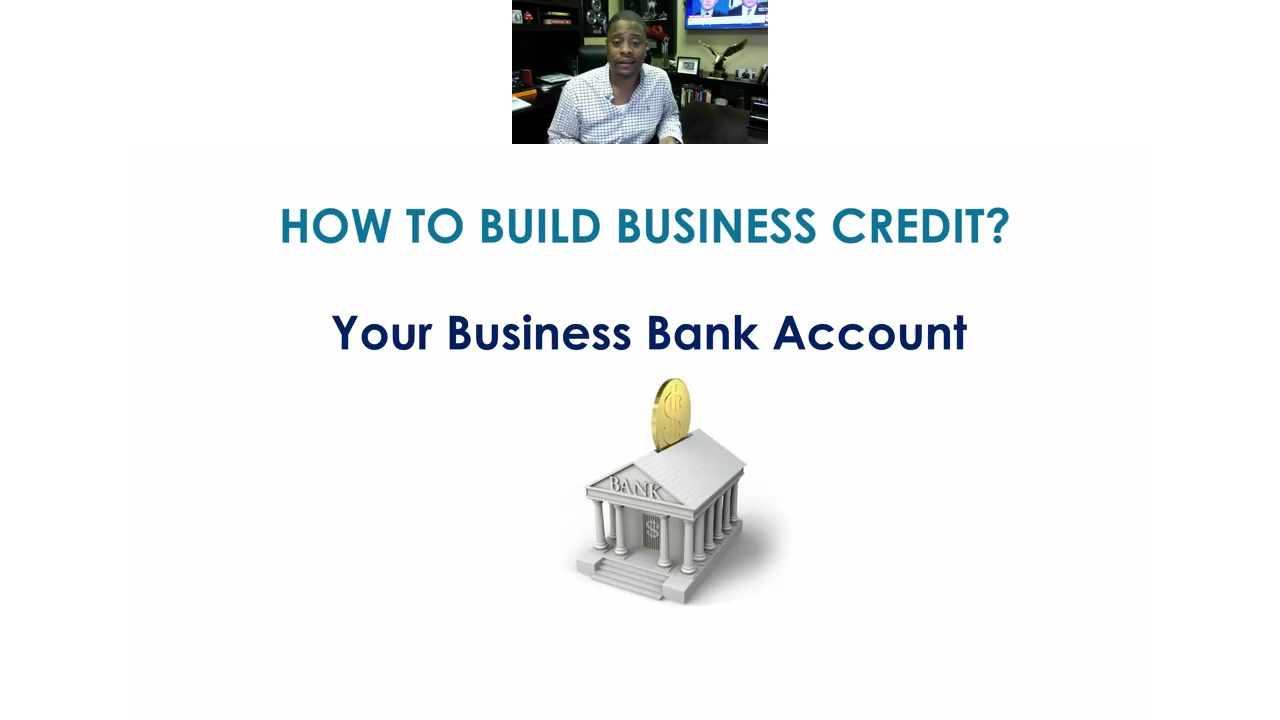 HOW TO BUILD BUSINESS CREDIT?
Your Business Bank Account
$
BANK
$